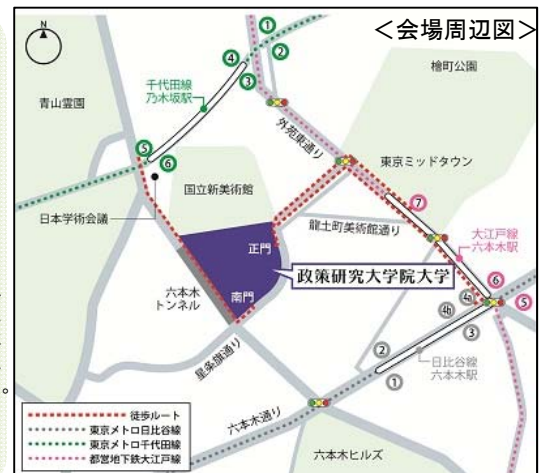 <会場周辺図>
N
①
②
④
③
千代田線
乃木坂駅
青山霊園
檜町公園
外苑東通り
⑤
⑥
国立新美術館
東京ミッドタウン
日本学術会議
⑦
龍土町美術館通り
大江戸線
六本木駅
正門
政策研究大学院大学
六本木
トンネル
南門
⑥
4a
4b
⑤
③
星条旗通り
②
①
日比谷線
六本木駅
六本木通り
六本木ヒルズ
徒歩ルート
東京メトロ日比谷線
東京メトロ千代田線
都営地下鉄大江戸線
。